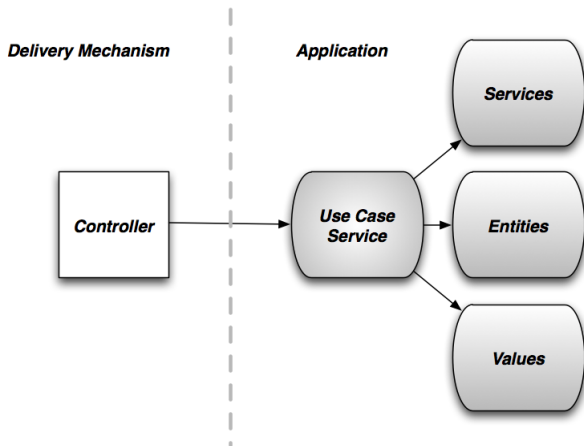 Delivery Mechanism
Application
Services
Controller
Use Case
Service
Entities
Values